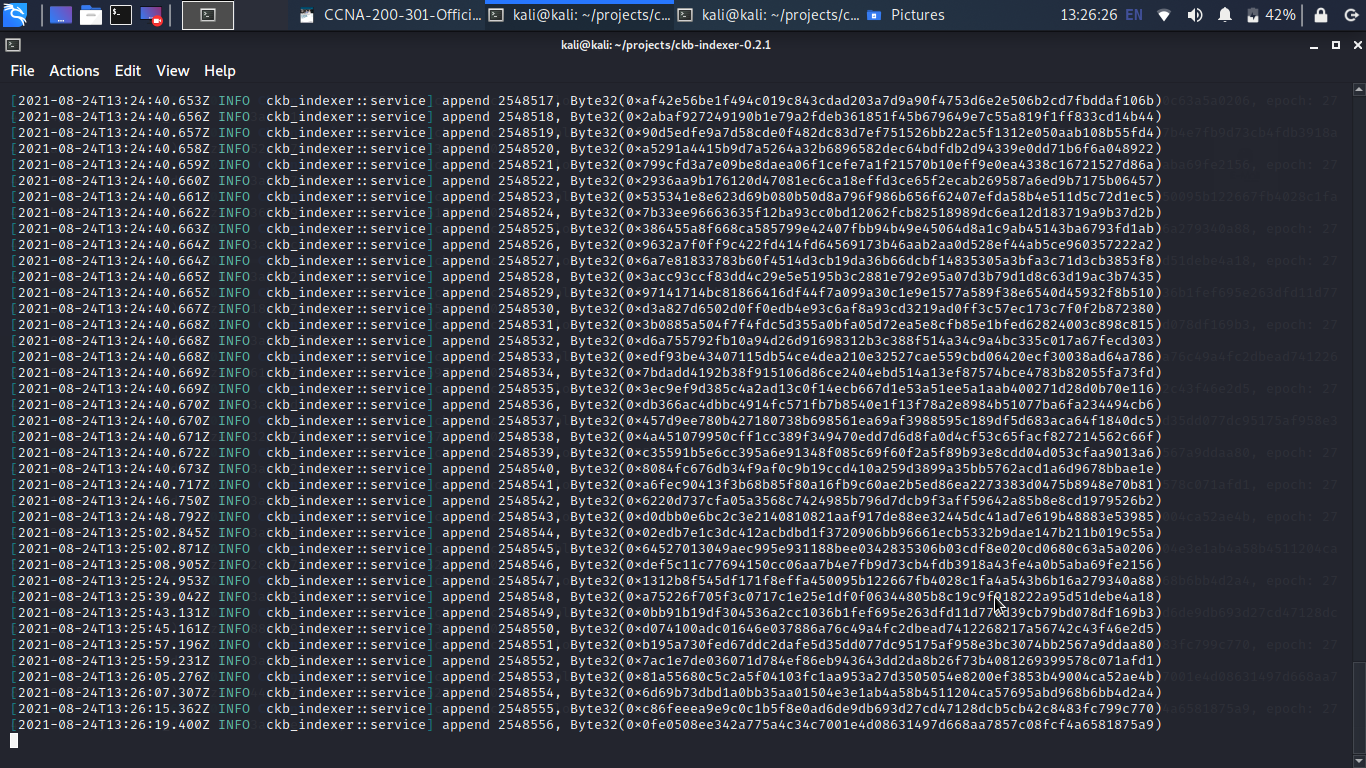 CCNA-200-301-Offici...
kali@kali: ~/projects/c...
kali@kali: ~/projects/c...
Pictures
13:26:26 EN 42%
kali@kali: ~/projects/ckb-indexer-0.2.1
File Actions Edit View Help
[2021-08-24T13:24:40.653Z INFO ckb_indexer::service] append 2548517, Byte32(0×af42e56be1f494c019c843cdad203a7d9a90f4753d6e2e506b2cd7fbddaf106b)
[2021-08-24T13:24:40.656Z INFO ckb_indexer::service] append 2548518, Byte32(0×2abaf927249190b1e79a2fdeb361851f45b679649e7c55a819f1ff833cd14b44)
[2021-08-24T13:24:40.657Z INFO ckb_indexer::service] append 2548519, Byte32(0×90d5edfe9a7d58cde0f482dc83d7ef751526bb22ac5f1312e050aab108b55fd4)
[2021-08-24T13:24:40.658Z INFO ckb_indexer::service] append 2548520, Byte32(0×a5291a4415b9d7a5264a32b6896582dec64bdfdb2d94339e0dd71b6f6a048922)
[2021-08-24T13:24:40.659Z INFO ckb_indexer::service] append 2548521, Byte32(0×799cfd3a7e09be8daea06f1cefe7a1f21570b10eff9e0ea4338c16721527d86a)
[2021-08-24T13:24:40.660Z INFO ckb_indexer::service] append 2548522, Byte32(0×2936aa9b176120d47081ec6ca18effd3ce65f2ecab269587a6ed9b7175b06457)
[2021-08-24T13:24:40.661Z INFO ckb_indexer::service] append 2548523, Byte32(0×535341e8e623d69b080b50d8a796f986b656f62407efda58b4e511d5c72d1ec5)
[2021-08-24T13:24:40.662Z INFO ckb_indexer::service] append 2548524, Byte32(0×7b33ee96663635f12ba93cc0bd12062fcb82518989dc6ea12d183719a9b37d2b)
[2021-08-24T13:24:40.663Z INFO ckb_indexer::service] append 2548525, Byte32(0×386455a8f668ca585799e42407fbb94b49e45064d8a1c9ab45143ba6793fd1ab)
[2021-08-24T13:24:40.664Z INFO ckb_indexer::service] append 2548526, Byte32(0×9632a7f0ff9c422fd414fd64569173b46aab2aa0d528ef44ab5ce960357222a2)
[2021-08-24T13:24:40.664Z INFO ckb_indexer::service] append 2548527, Byte32(0×6a7e81833783b60f4514d3cb19da36b66dcbf14835305a3bfa3c71d3cb3853f8)
[2021-08-24T13:24:40.665Z INFO ckb_indexer::service] append 2548528, Byte32(0×3acc93ccf83dd4c29e5e5195b3c2881e792e95a07d3b79d1d8c63d19ac3b7435)
[2021-08-24T13:24:40.665Z INFO ckb_indexer::service] append 2548529, Byte32(0×97141714bc81866416df44f7a099a30c1e9e1577a589f38e6540d45932f8b510)
[2021-08-24T13:24:40.667Z INFO ckb_indexer::service] append 2548530, Byte32(0×d3a827d6502d0ff0edb4e93c6af8a93cd3219ad0ff3c57ec173c7f0f2b872380)
[2021-08-24T13:24:40.668Z INFO ckb_indexer::service] append 2548531, Byte32(0×3b0885a504f7f4fdc5d355a0bfa05d72ea5e8cfb85e1bfed62824003c898c815)
[2021-08-24T13:24:40.668Z INFO ckb_indexer::service] append 2548532, Byte32(0×d6a755792fb10a94d26d91698312b3c388f514a34c9a4bc335c017a67fecd303)
[2021-08-24T13:24:40.668Z INFO ckb_indexer::service] append 2548533, Byte32(0×edf93be43407115db54ce4dea210e32527cae559cbd06420ecf30038ad64a786)
[2021-08-24T13:24:40.669Z INFO ckb_indexer::service] append 2548534, Byte32(0×7bdadd4192b38f915106d86ce2404ebd514a13ef87574bce4783b82055fa73fd)
[2021-08-24T13:24:40.669Z INFO ckb_indexer::service] append 2548535, Byte32(0×3ec9ef9d385c4a2ad13c0f14ecb667d1e53a51ee5a1aab400271d28d0b70e116)
[2021-08-24T13:24:40.670Z INFO ckb_indexer::service] append 2548536, Byte32(0×db366ac4dbbc4914fc571fb7b8540e1f13f78a2e8984b51077ba6fa234494cb6)
[2021-08-24T13:24:40.670Z INFO ckb_indexer::service] append 2548537, Byte32(0×457d9ee780b427180738b698561ea69af3988595c189df5d683aca64f1840dc5)
[2021-08-24T13:24:40.671Z INFO ckb_indexer::service] append 2548538, Byte32(0×4a451079950cff1cc389f349470edd7d6d8fa0d4cf53c65facf827214562c66f)
[2021-08-24T13:24:40.672Z INFO ckb_indexer::service] append 2548539, Byte32(0×c35591b5e6cc395a6e91348f085c69f60f2a5f89b93e8cdd04d053cfaa9013a6)
[2021-08-24T13:24:40.673Z INFO ckb_indexer::service] append 2548540, Byte32(0×8084fc676db34f9af0c9b19ccd410a259d3899a35bb5762acd1a6d9678bbae1e)
[2021-08-24T13:24:40.717Z INFO ckb_indexer::service] append 2548541, Byte32(0×a6fec90413f3b68b85f80a16fb9c60ae2b5ed86ea2273383d0475b8948e70b81)
[2021-08-24T13:24:46.750Z INFO ckb_indexer::service] append 2548542, Byte32(0×6220d737cfa05a3568c7424985b796d7dcb9f3aff59642a85b8e8cd1979526b2)
[2021-08-24T13:24:48.792Z INFO ckb_indexer::service] append 2548543, Byte32(0×d0dbb0e6bc2c3e2140810821aaf917de88ee32445dc41ad7e619b48883e53985)
[2021-08-24T13:25:02.845Z INFO ckb_indexer::service] append 2548544, Byte32(0×02edb7e1c3dc412acbdbd1f3720906bb96661ecb5332b9dae147b211b019c55a)
[2021-08-24T13:25:02.871Z INFO ckb_indexer::service] append 2548545, Byte32(0×64527013049aec995e931188bee0342835306b03cdf8e020cd0680c63a5a0206)
[2021-08-24T13:25:08.905Z INFO ckb_indexer::service] append 2548546, Byte32(0×def5c11c77694150cc06aa7b4e7fb9d73cb4fdb3918a43fe4a0b5aba69fe2156)
[2021-08-24T13:25:24.953Z INFO ckb_indexer::service] append 2548547, Byte32(0×1312b8f545df171f8effa450095b122667fb4028c1fa4a543b6b16a279340a88)
[2021-08-24T13:25:39.042Z INFO ckb_indexer::service] append 2548548, Byte32(0×a75226f705f3c0717c1e25e1df0f06344805b8c19c9f018222a95d51debe4a18)
[2021-08-24T13:25:43.131Z INFO ckb_indexer::service] append 2548549, Byte32(0×0bb91b19df304536a2cc1036b1fef695e263dfd11d77dd39cb79bd078df169b3)
[2021-08-24T13:25:45.161Z INFO ckb_indexer::service] append 2548550, Byte32(0×d074100adc01646e037886a76c49a4fc2dbead7412268217a56742c43f46e2d5)
[2021-08-24T13:25:57.196Z INFO ckb_indexer::service] append 2548551, Byte32(0×b195a730fed67ddc2dafe5d35dd077dc95175af958e3bc3074bb2567a9ddaa80)
[2021-08-24T13:25:59.231Z INFO ckb_indexer::service] append 2548552, Byte32(0×7ac1e7de036071d784ef86eb943643dd2da8b26f73b4081269399578c071afd1)
[2021-08-24T13:26:05.276Z INFO ckb_indexer::service] append 2548553, Byte32(0×81a55680c5c2a5f04103fc1aa953a27d3505054e8200ef3853b49004ca52ae4b)
[2021-08-24T13:26:07.307Z INFO ckb_indexer::service] append 2548554, Byte32(0×6d69b73dbd1a0bb35aa01504e3e1ab4a58b4511204ca57695abd968b6bb4d2a4)
[2021-08-24T13:26:15.362Z INFO ckb_indexer::service] append 2548555, Byte32(0×c86feeea9e9c0c1b5f8e0ad6de9db693d27cd47128dcb5cb42c8483fc799c770)
[2021-08-24T13:26:19.400Z INFO ckb_indexer::service] append 2548556, Byte32(0×0fe0508ee342a775a4c34c7001e4d08631497d668aa7857c08fcf4a6581875a9)